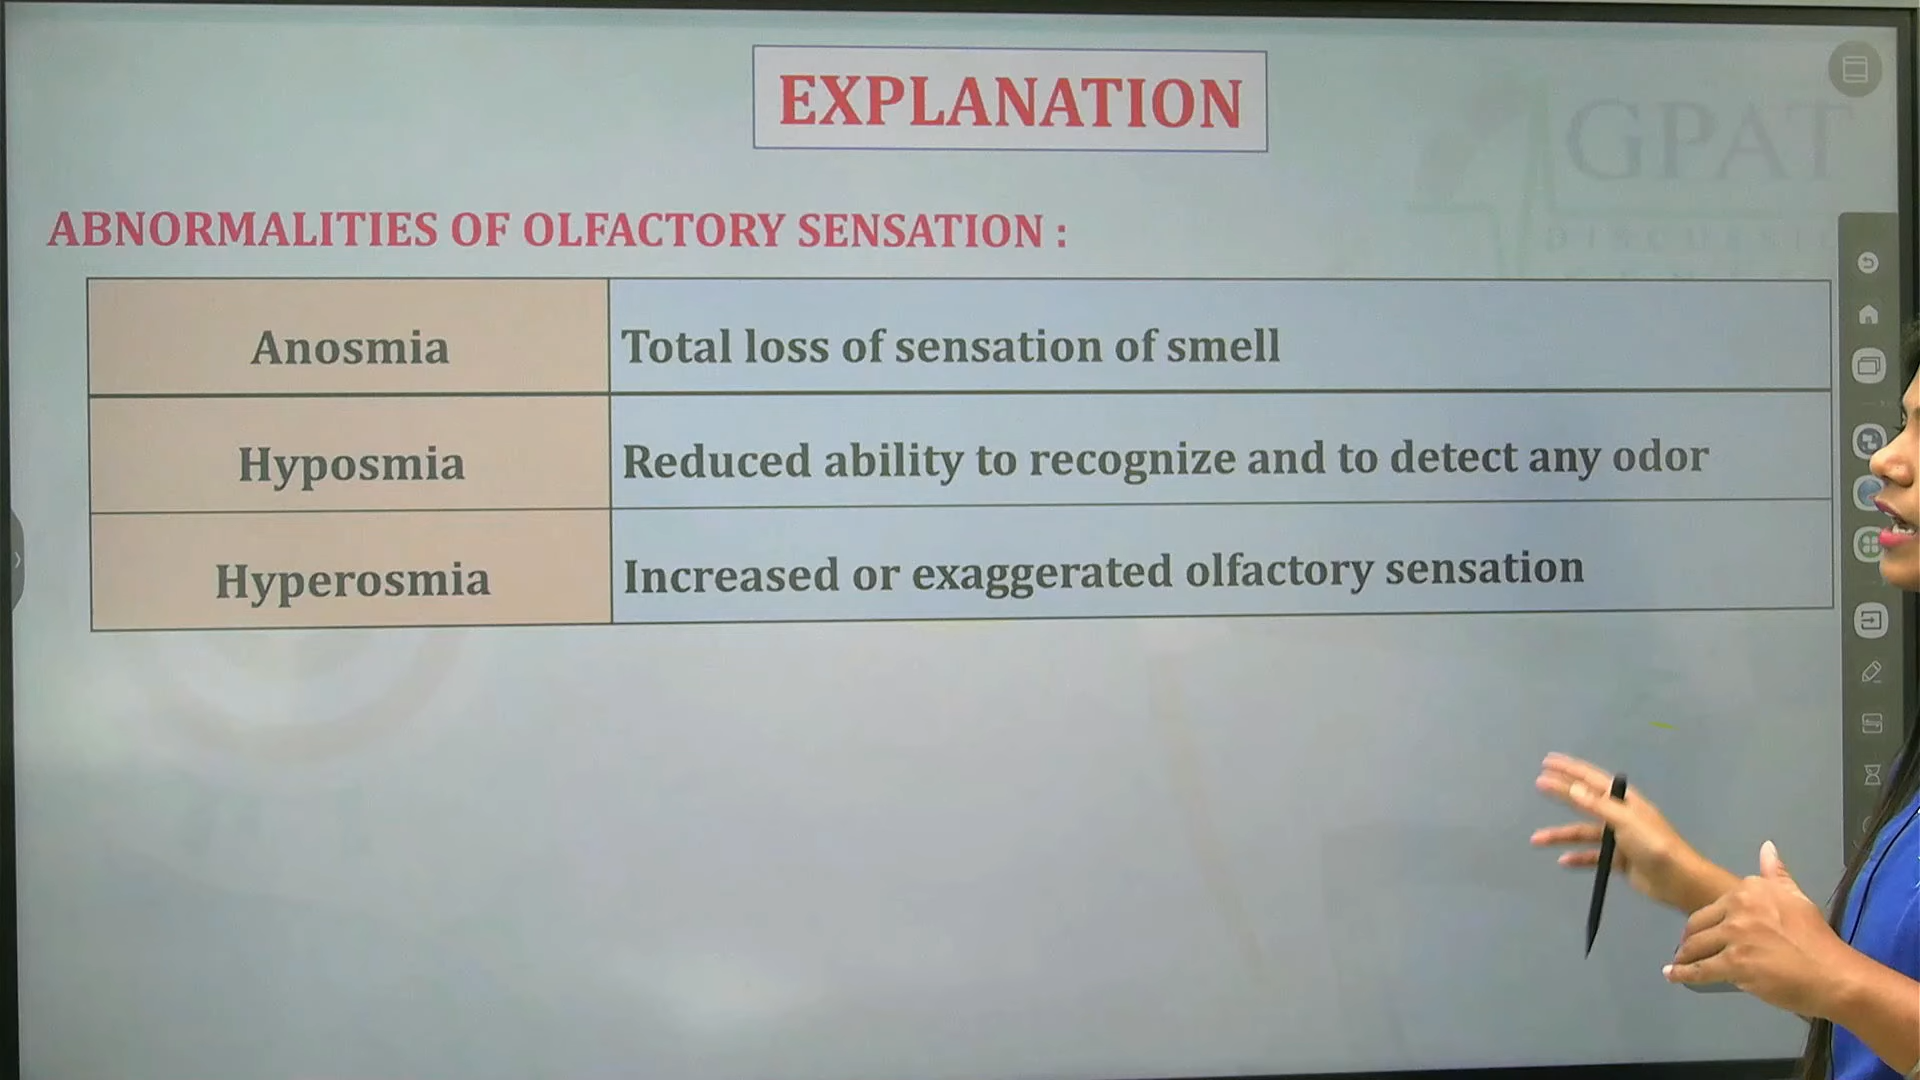 EXPLANATION
GPAT
ABNORMALITIES OF OLFACTORY SENSATION :
Anosmia
Total loss of sensation of smell
Hyposmia
Reduced ability to recognize and to detect any odor
Hyperosmia
Increased or exaggerated olfactory sensation